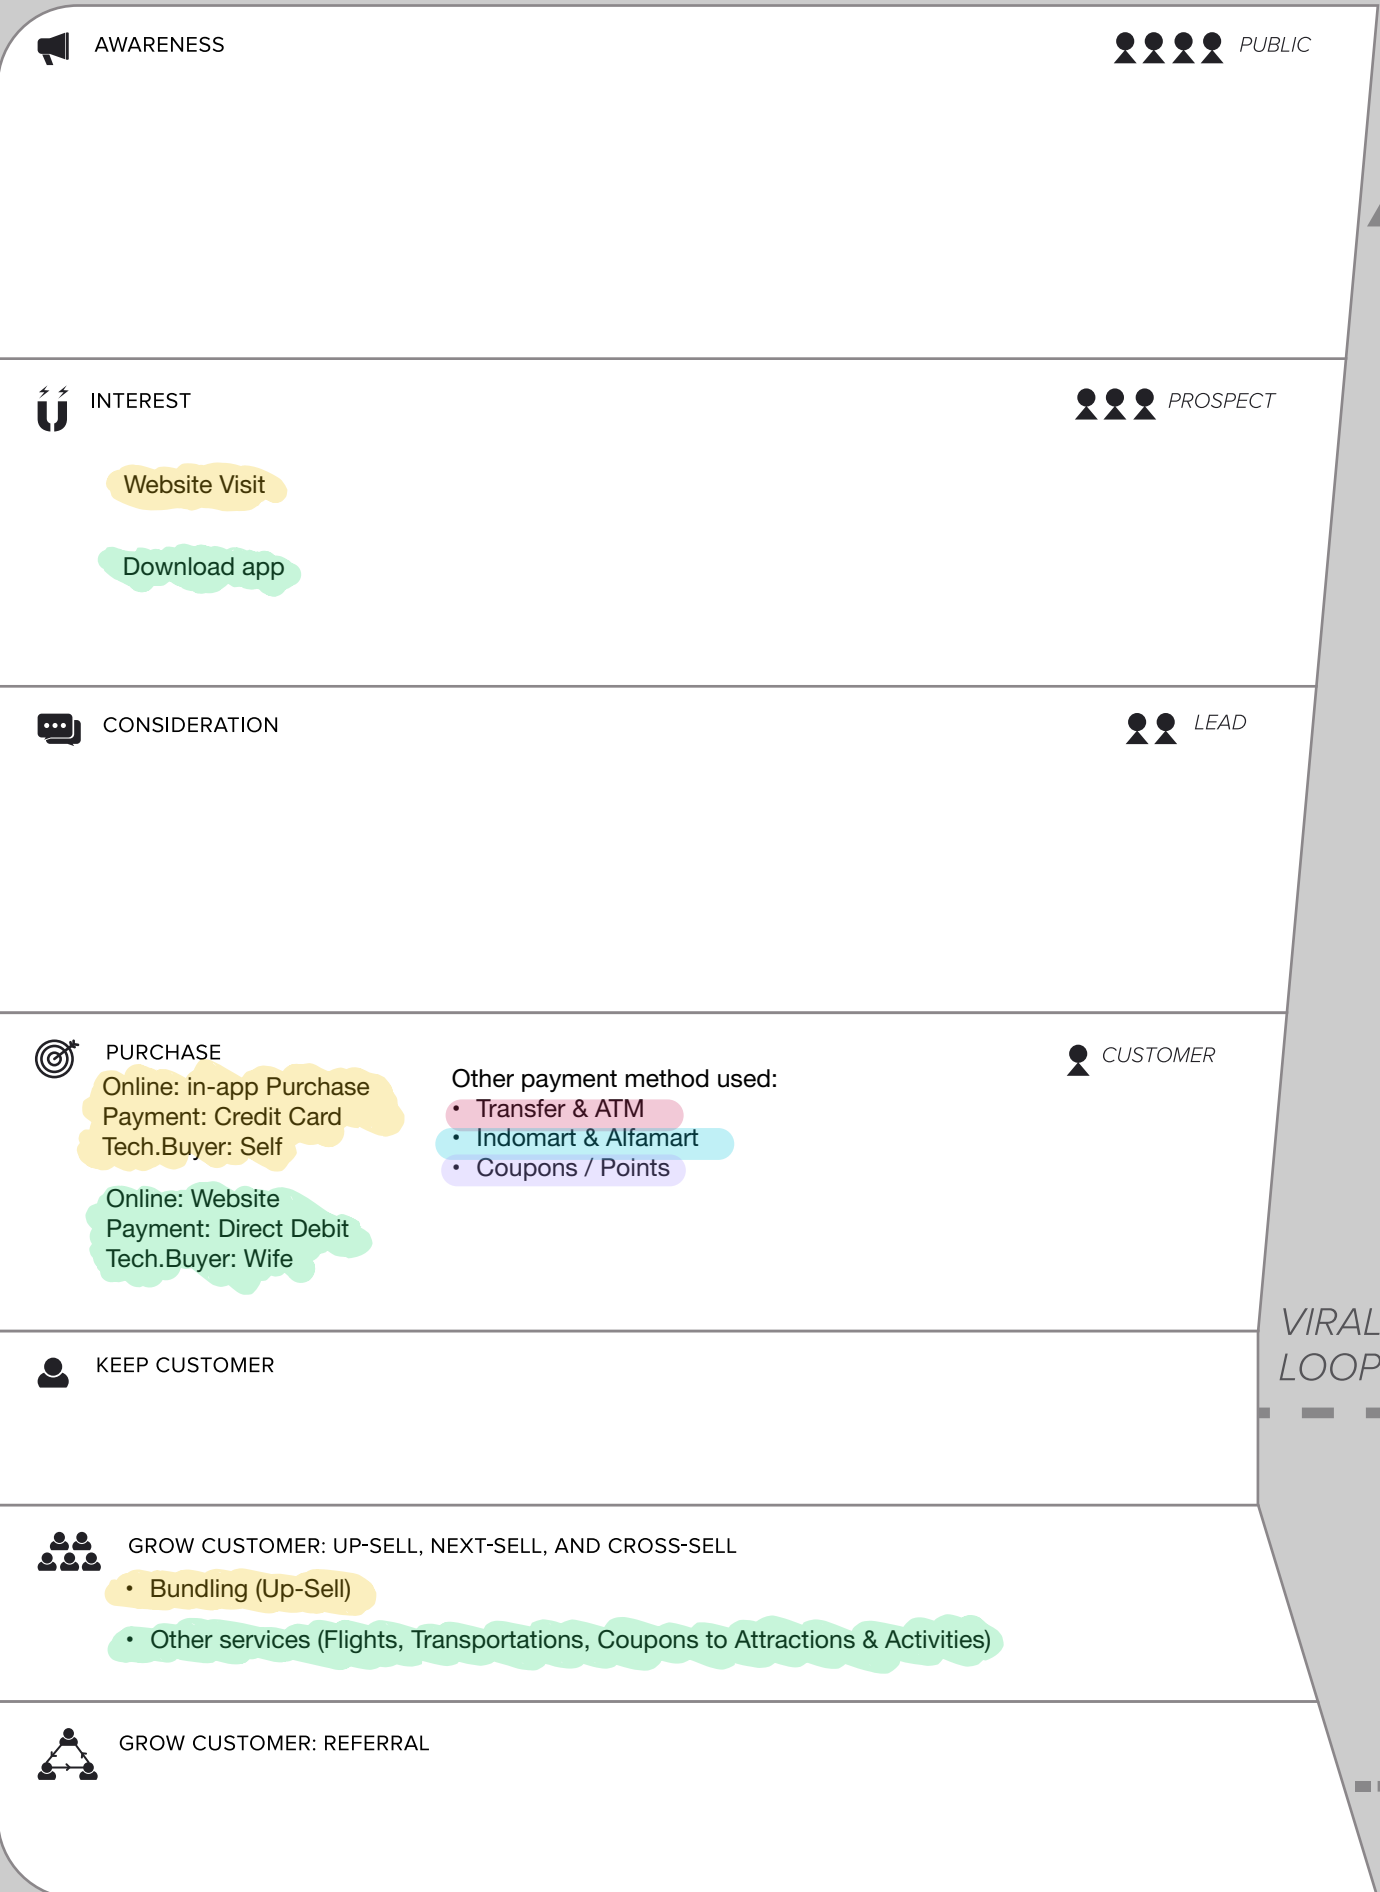 AWARENESS
PUBLIC
INTEREST
PROSPECT
Website Visit
Download app
CONSIDERATION
LEAD
PURCHASE
CUSTOMER
Online: in-app Purchase
Payment: Credit Card
Tech.Buyer: Self
Online: Website
Payment: Direct Debit
Tech.Buyer: Wife
Other payment method used:
• Transfer & ATM
• Indomart & Alfamart
• Coupons / Points
VIRAL
LOOP
KEEP CUSTOMER
GROW CUSTOMER: UP-SELL, NEXT-SELL, AND CROSS-SELL
• Bundling (Up-Sell)
• Other services (Flights, Transportations, Coupons to Attractions & Activities)
GROW CUSTOMER: REFERRAL